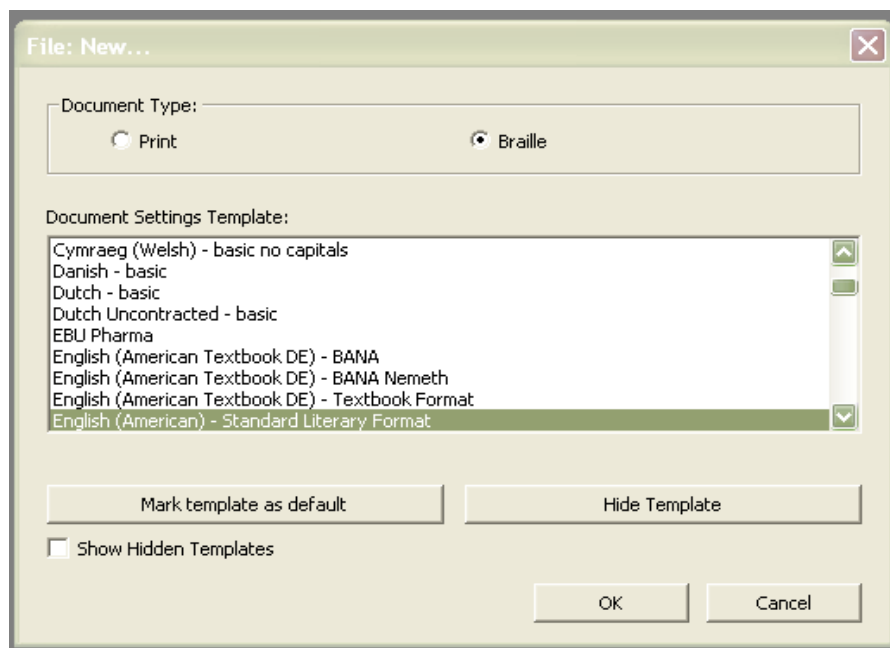 File: New...
Document Type:
Print Braille
Document Settings Template:
Cymraeg (Welsh) - basic no capitals
Danish - basic
Dutch - basic
Dutch Uncontracted - basic
EBU Pharma
English (American Textbook DE) - BANA
English (American Textbook DE) - BANA Nemeth
English (American Textbook DE) - Textbook Format
English (American) - Standard Literary Format
Mark template as default Hide Template
Show Hidden Templates
OK Cancel